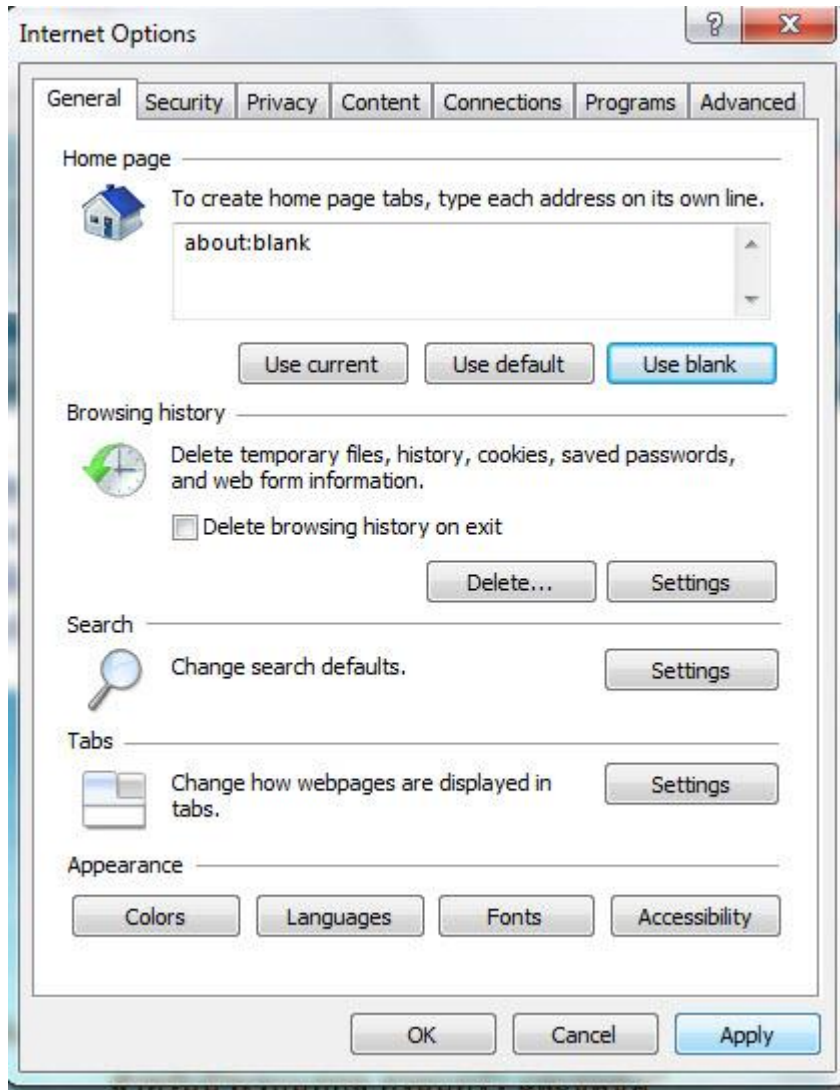 Internet Options
General Security Privacy Content Connections Programs Advanced
Home page
To create home page tabs, type each address on its own line.
about:blank
Use current Use default Use blank
Browsing history
Delete temporary files, history, cookies, saved passwords,
and web form information.
Delete browsing history on exit
Delete... Settings
Search
Change search defaults. Settings
Tabs
Change how webpages are displayed in
tabs.
Settings
Appearance
Colors Languages Fonts Accessibility
OK Cancel Apply